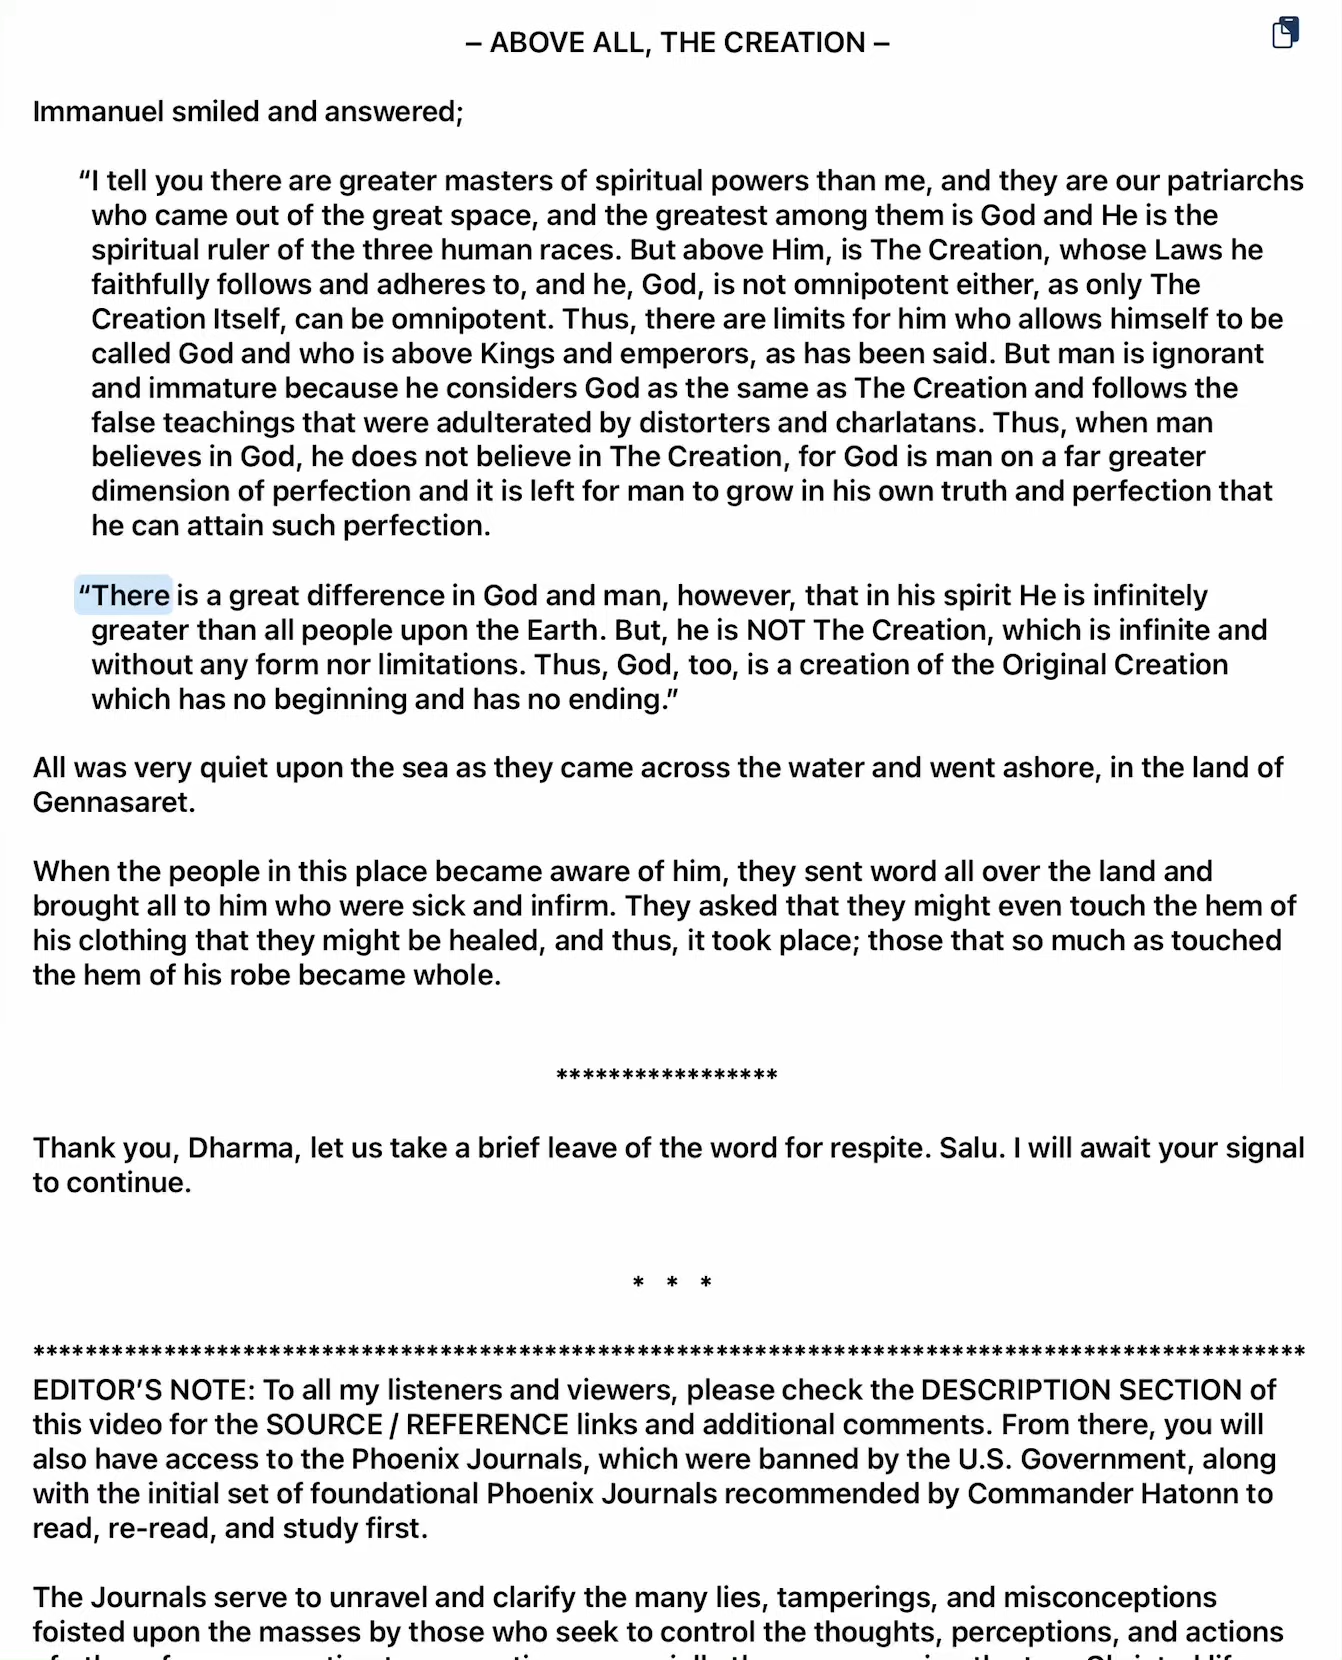 – ABOVE ALL, THE CREATION –
Immanuel smiled and answered;
“I tell you there are greater masters of spiritual powers than me, and they are our patriarchs
who came out of the great space, and the greatest among them is God and He is the
spiritual ruler of the three human races. But above Him, is The Creation, whose Laws he
faithfully follows and adheres to, and he, God, is not omnipotent either, as only The
Creation Itself, can be omnipotent. Thus, there are limits for him who allows himself to be
called God and who is above Kings and emperors, as has been said. But man is ignorant
and immature because he considers God as the same as The Creation and follows the
false teachings that were adulterated by distorters and charlatans. Thus, when man
believes in God, he does not believe in The Creation, for God is man on a far greater
dimension of perfection and it is left for man to grow in his own truth and perfection that
he can attain such perfection.
“There is a great difference in God and man, however, that in his spirit He is infinitely
greater than all people upon the Earth. But, he is NOT The Creation, which is infinite and
without any form nor limitations. Thus, God, too, is a creation of the Original Creation
which has no beginning and has no ending.”
All was very quiet upon the sea as they came across the water and went ashore, in the land of
Gennasaret.
When the people in this place became aware of him, they sent word all over the land and
brought all to him who were sick and infirm. They asked that they might even touch the hem of
his clothing that they might be healed, and thus, it took place; those that so much as touched
the hem of his robe became whole.
*****************
Thank you, Dharma, let us take a brief leave of the word for respite. Salu. I will await your signal
to continue.
* * *
**************************************************************************************************
EDITOR’S NOTE: To all my listeners and viewers, please check the DESCRIPTION SECTION of
this video for the SOURCE / REFERENCE links and additional comments. From there, you will
also have access to the Phoenix Journals, which were banned by the U.S. Government, along
with the initial set of foundational Phoenix Journals recommended by Commander Hatonn to
read, re-read, and study first.
The Journals serve to unravel and clarify the many lies, tamperings, and misconceptions
foisted upon the masses by those who seek to control the thoughts, perceptions, and actions